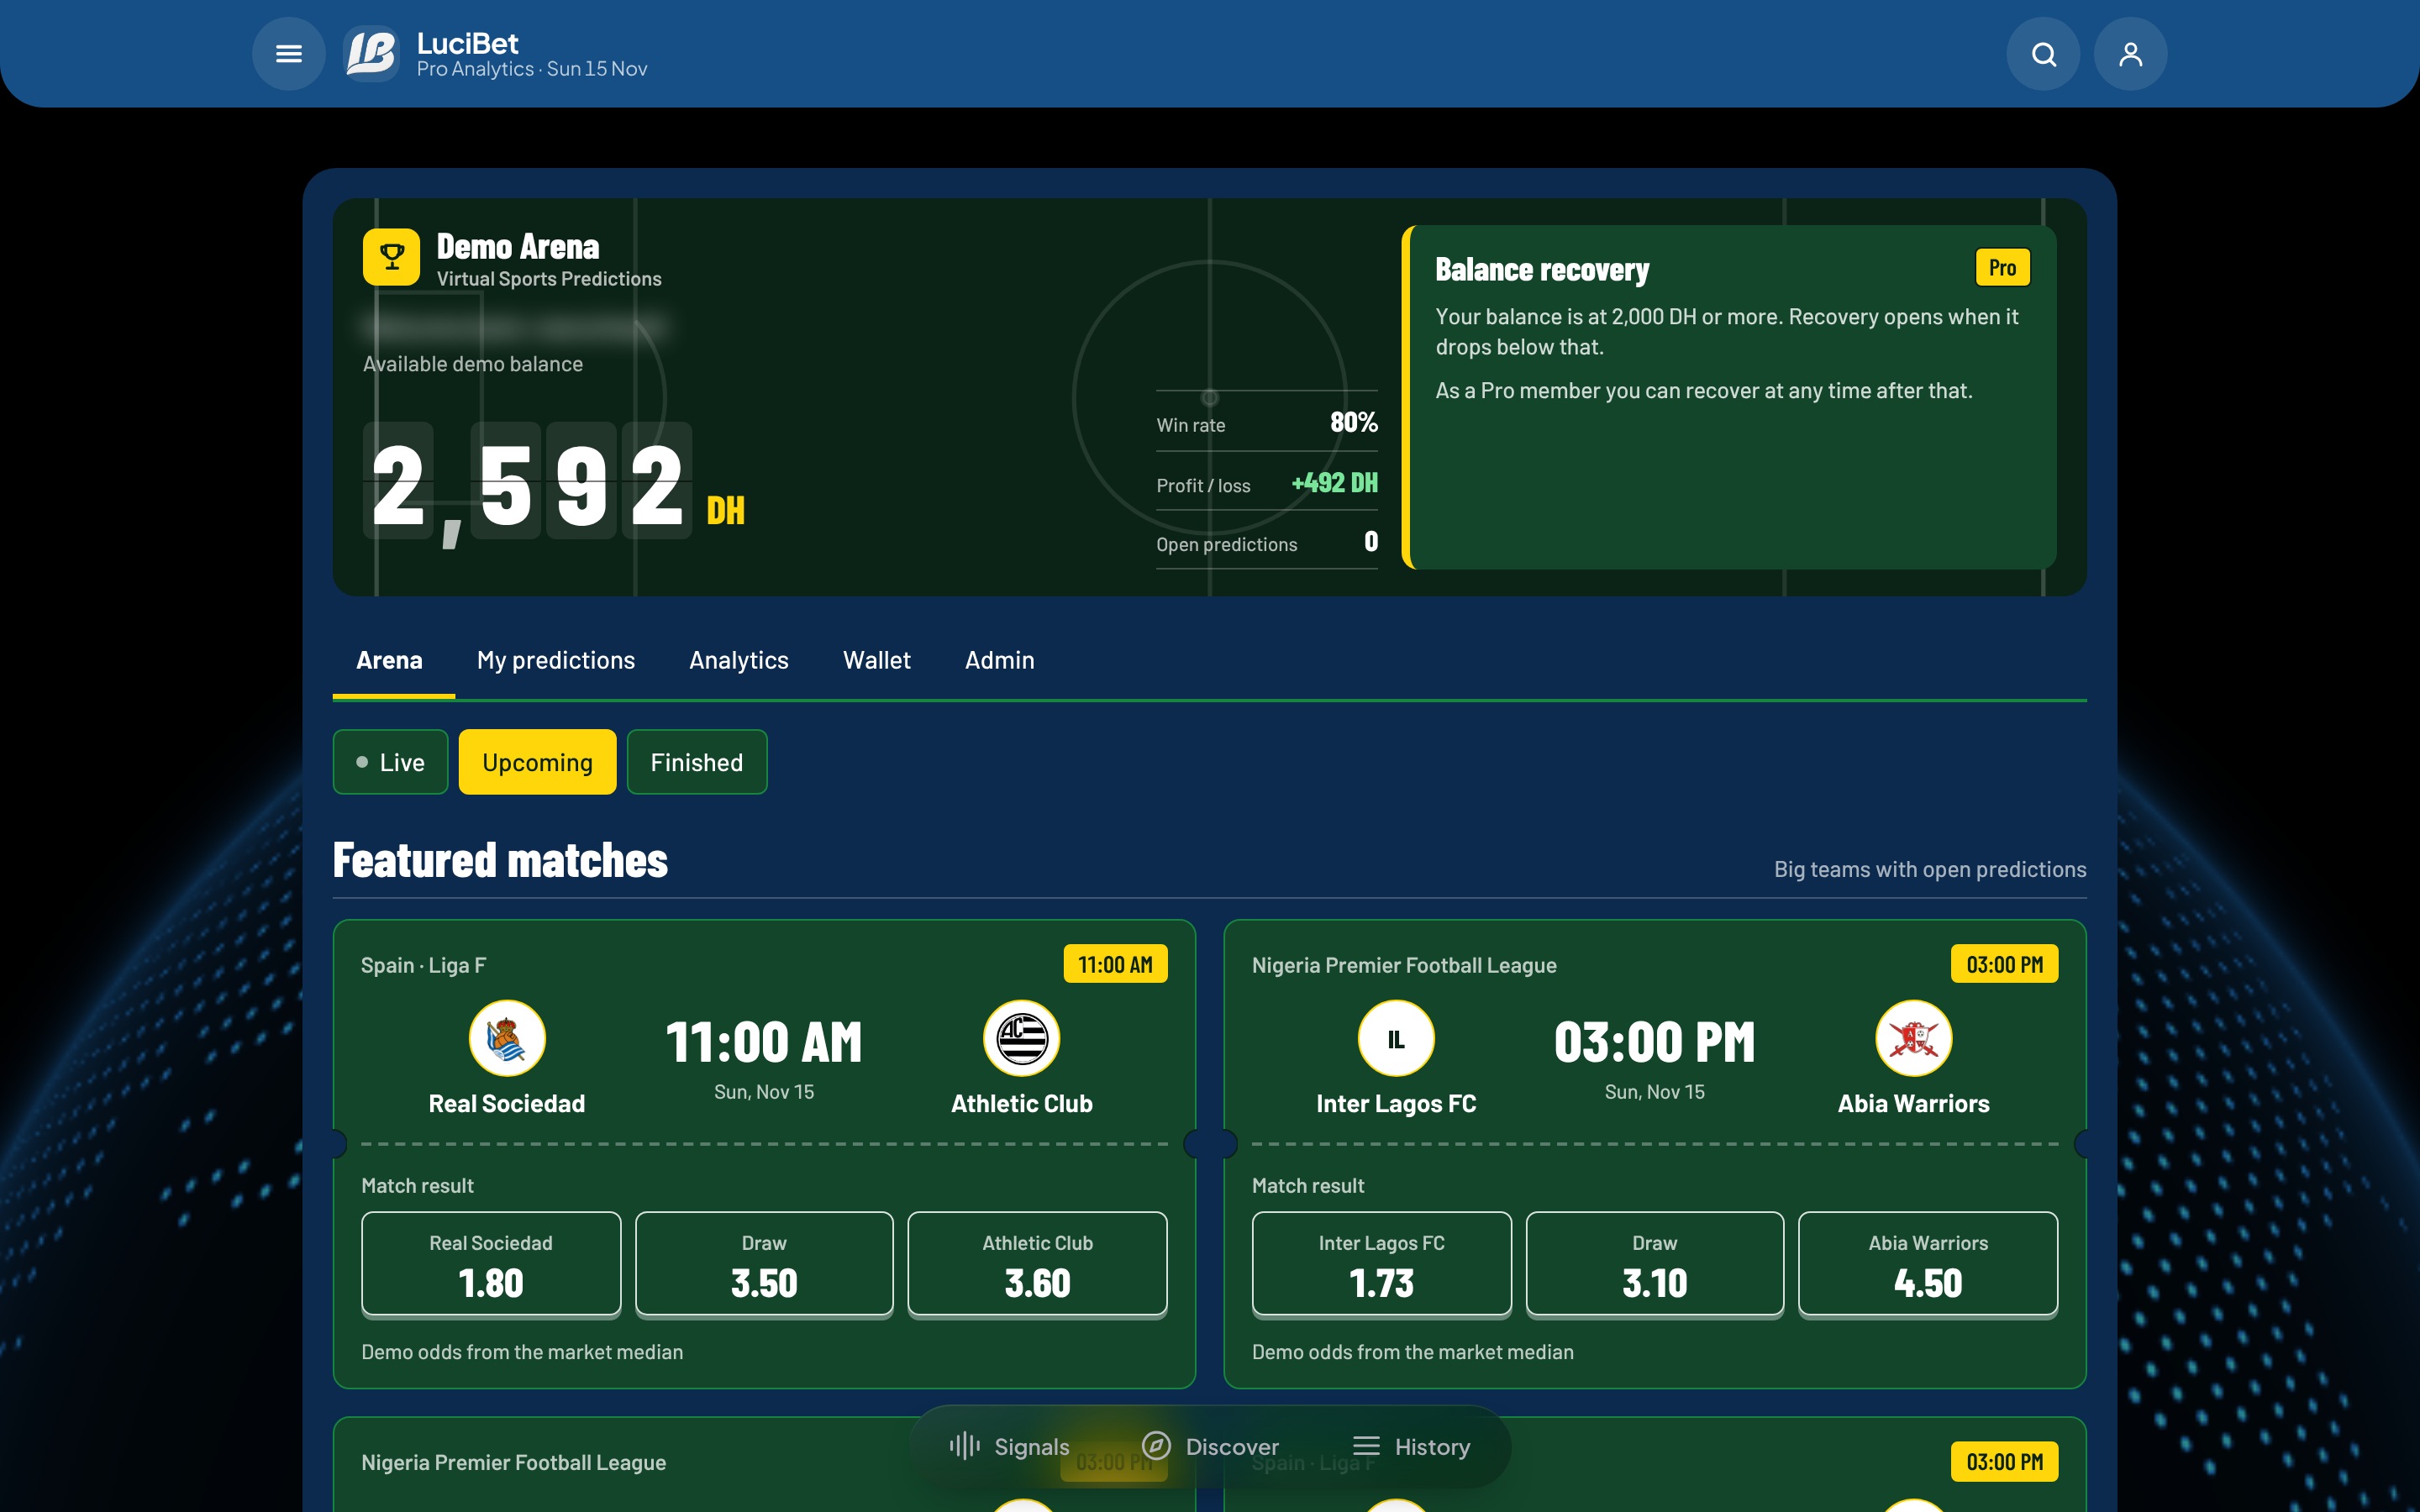 LuciBet
Pro Analytics · Sun 15 Nov
Demo Arena
Virtual Sports Predictions
Available demo balance
2,592 DH
Win rate 80%
Profit / loss +492 DH
Open predictions 0
Balance recovery Pro
Your balance is at 2,000 DH or more. Recovery opens when it
drops below that.
As a Pro member you can recover at any time after that.
Arena My predictions Analytics Wallet Admin
Live Upcoming Finished
Featured matches Big teams with open predictions
Spain · Liga F 11:00 AM
11:00 AM
Sun, Nov 15
AC
Real Sociedad Athletic Club
Match result
Real Sociedad Draw Athletic Club
1.80 3.50 3.60
Demo odds from the market median
Nigeria Premier Football League 03:00 PM
IL 03:00 PM
Sun, Nov 15
Inter Lagos FC Abia Warriors
Match result
Inter Lagos FC Draw Abia Warriors
1.73 3.10 4.50
Demo odds from the market median
Nigeria Premier Football League 03:00 PM
Spain · Liga F 03:00 PM
Signals Discover History